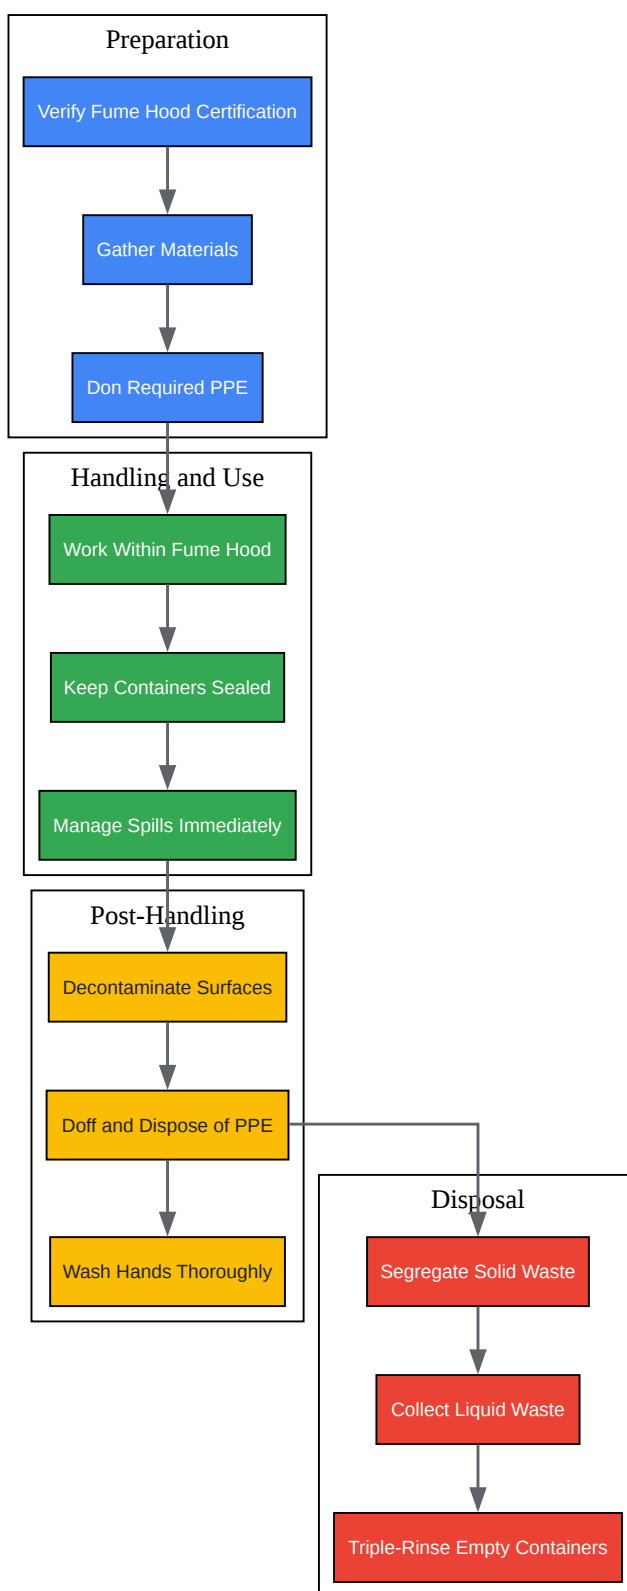 Preparation
Verify Fume Hood Certification
Gather Materials
Don Required PPE
Handling and Use
Work Within Fume Hood
Keep Containers Sealed
Manage Spills Immediately
Post-Handling
Decontaminate Surfaces
Doff and Dispose of PPE
Wash Hands Thoroughly
Disposal
Segregate Solid Waste
Collect Liquid Waste
Triple-Rinse Empty Containers